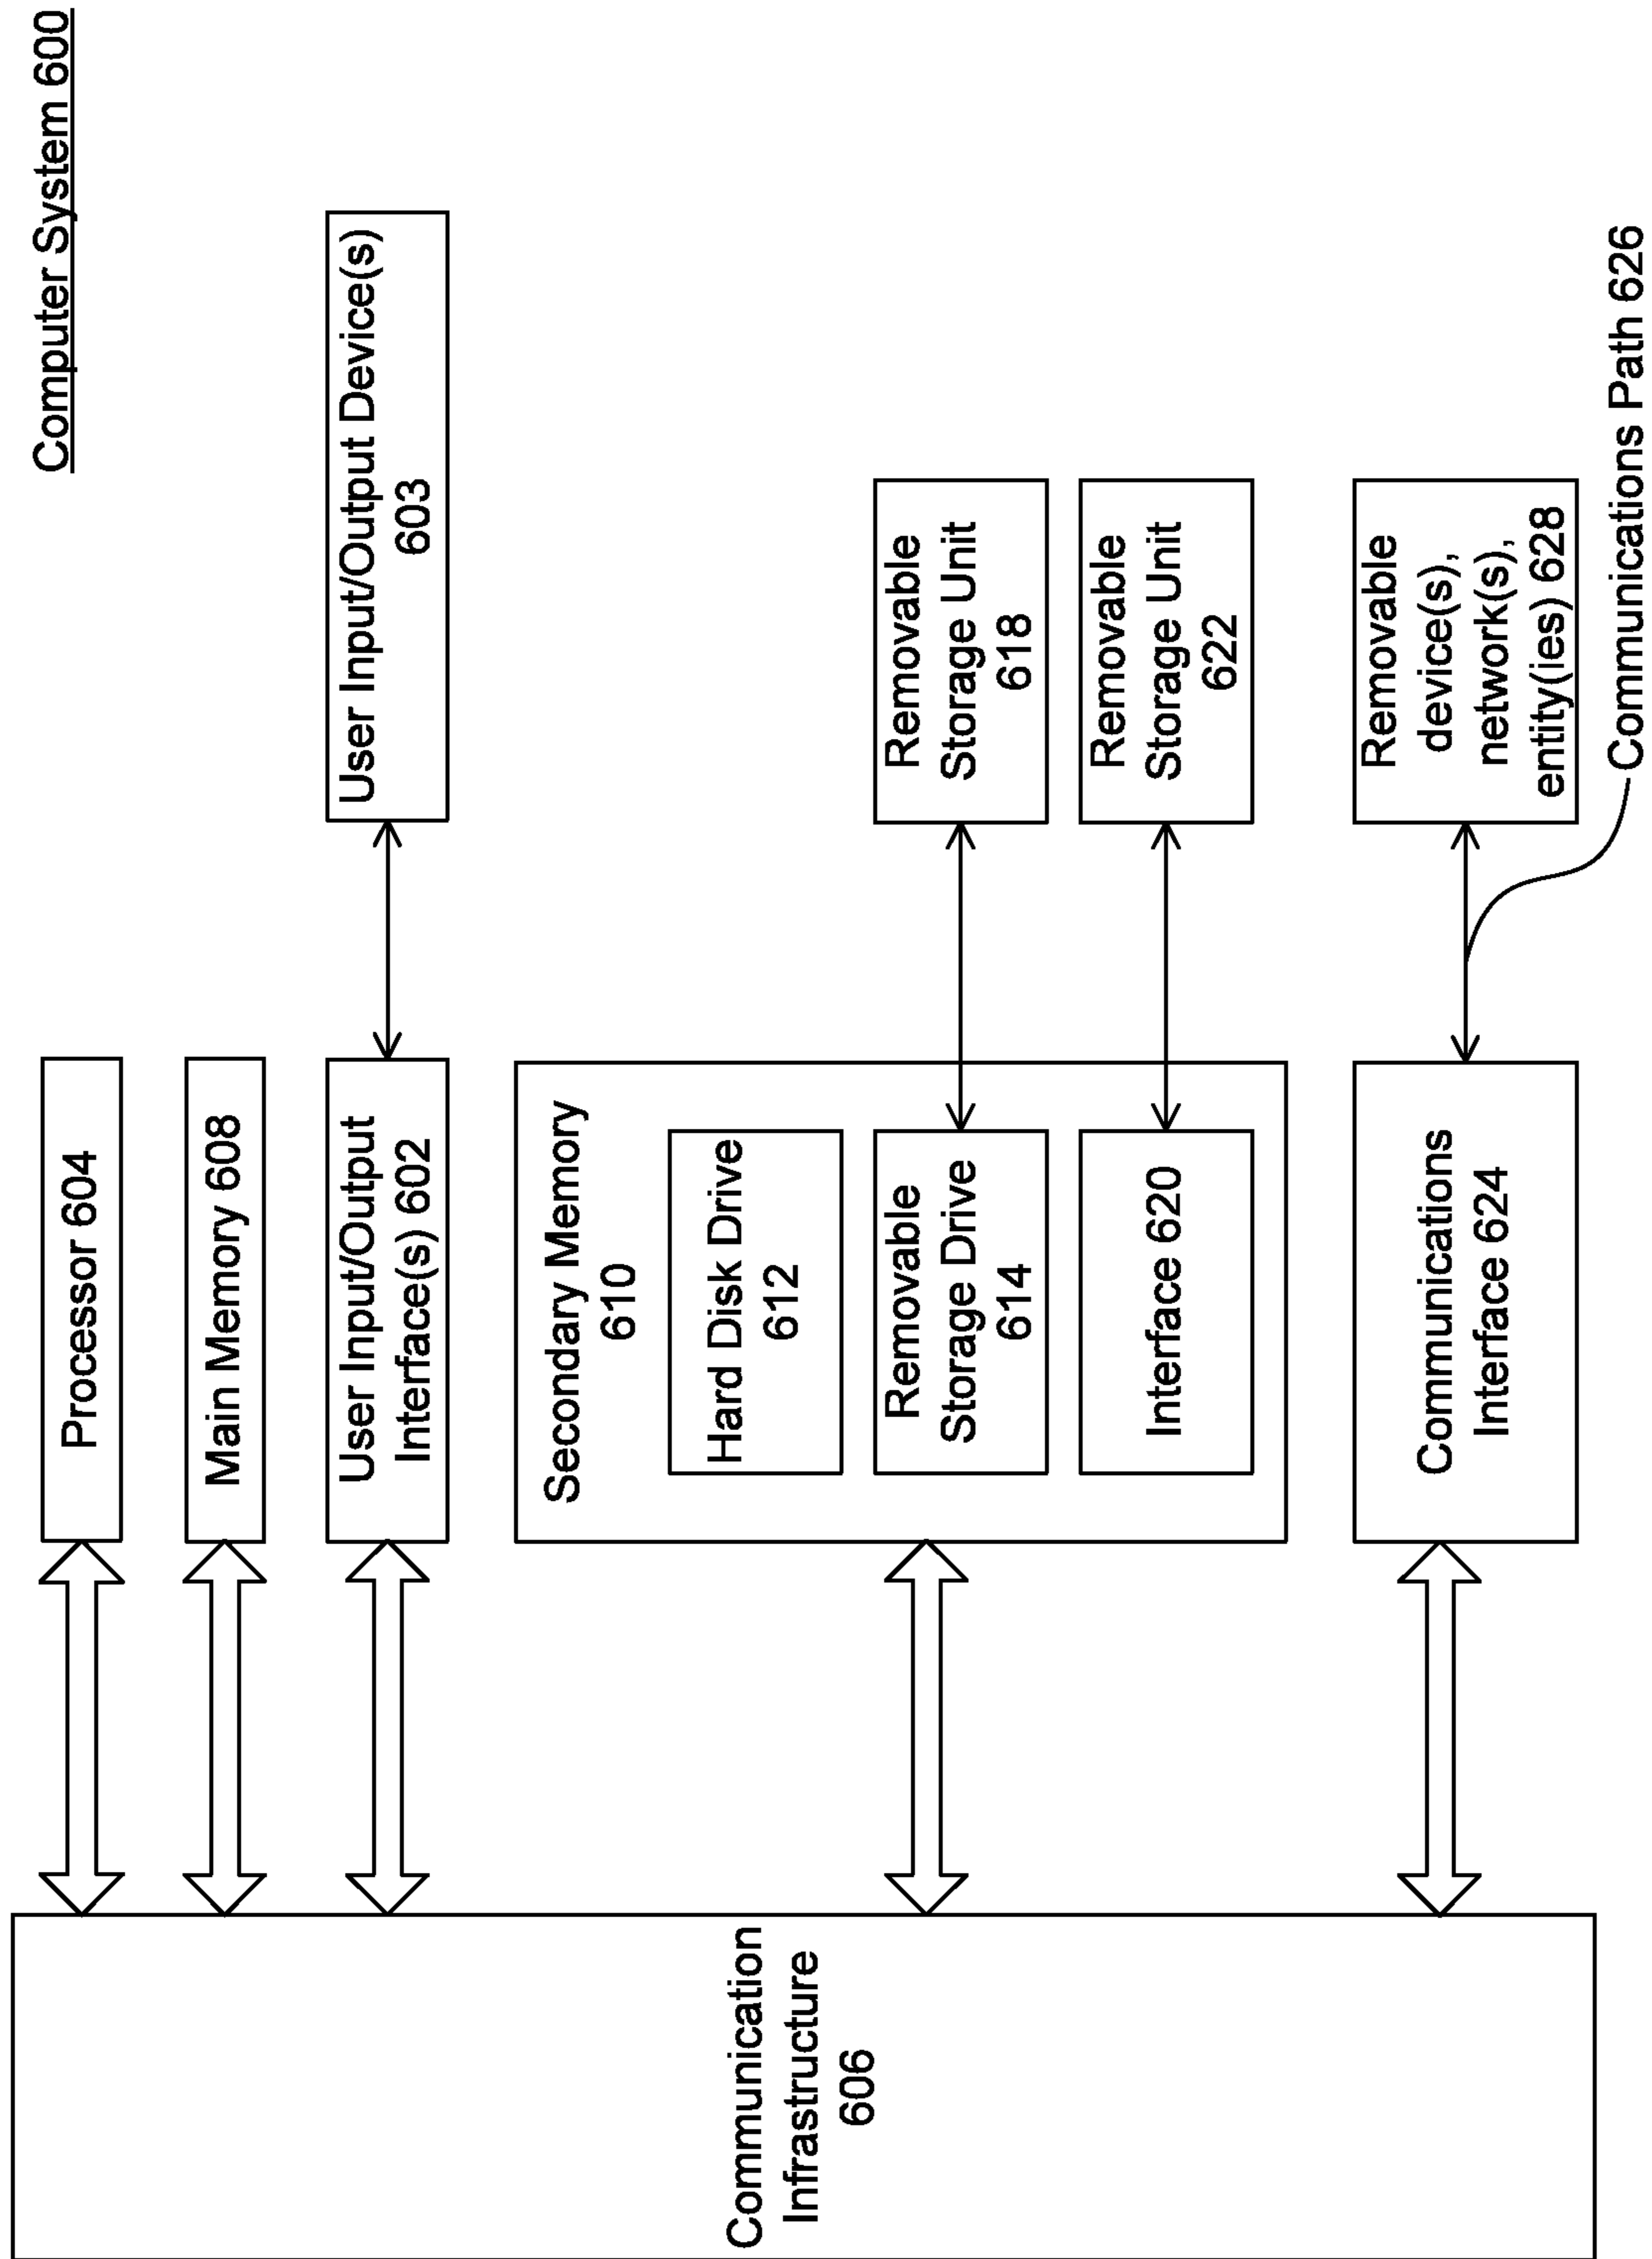 Computer System 600
Processor 604
Main Memory 608
User Input/Output
Interface(s) 602
User Input/Output Device(s)
603
Communication
Infrastructure
606
Secondary Memory
610
Hard Disk Drive
612
Removable
Storage Drive
614
Removable
Storage Unit
618
Interface 620
Removable
Storage Unit
622
Communications
Interface 624
Removable
device(s),
network(s),
entity(ies) 628
Communications Path 626